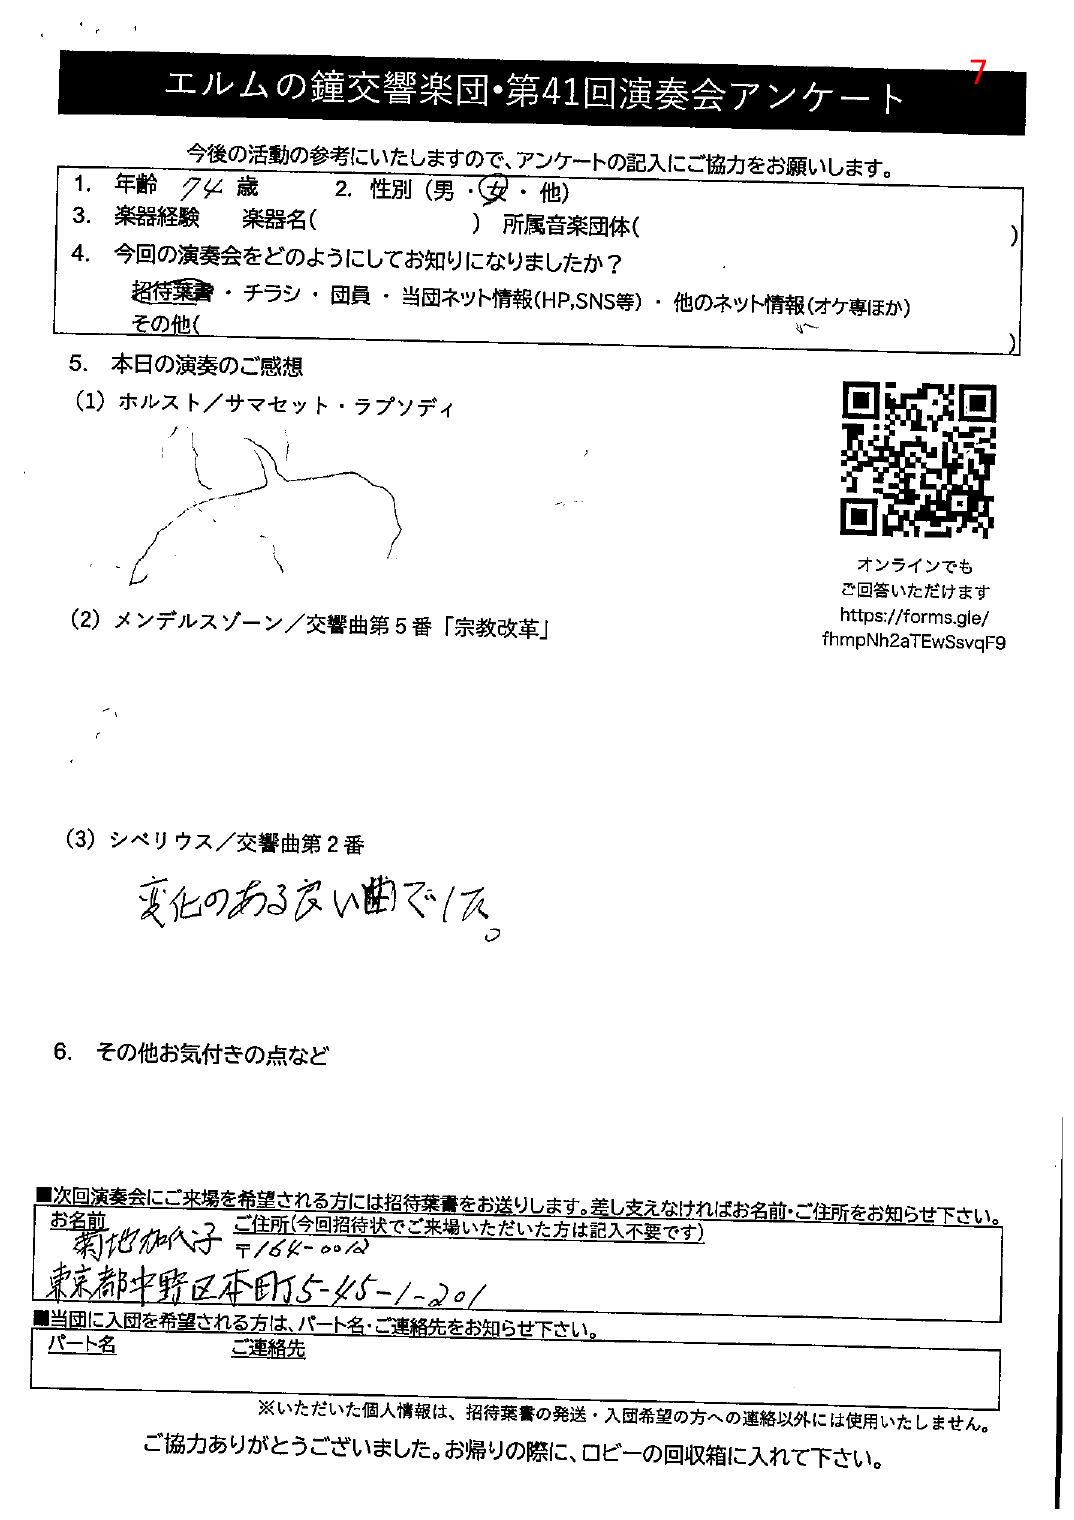 7
エルムの鐘交響楽団・第41回演奏会アンケート
今後の活動の参考にいたしますので、アンケートの記入にご協力をお願いします。
1. 年齢 74 歳 2. 性別 (男 ・ 女 ・ 他)
3. 楽器経験 楽器名( ) 所属音楽団体( )
4. 今回の演奏会をどのようにしてお知りになりましたか？
招待葉書 ・ チラシ ・ 団員 ・ 当団ネット情報(HP,SNS等) ・ 他のネット情報(オケ専ほか)
その他( )
5. 本日の演奏のご感想
(1) ホルスト／サマセット・ラプソディ
オンラインでも
ご回答いただけます
https://forms.gle/
fhmpNh2aTEwSsvqF9
(2) メンデルスゾーン／交響曲第５番「宗教改革」
(3) シベリウス／交響曲第２番
変化のある良い曲でした。
6. その他お気付きの点など
■次回演奏会にご来場を希望される方には招待葉書をお送りします。差し支えなければお名前・ご住所をお知らせ下さい。
お名前 ご住所(今回招待状でご来場いただいた方は記入不要です)
菊地加代子 〒164-0012
東京都中野区本町5-45-1-201
■当団に入団を希望される方は、パート名・ご連絡先をお知らせ下さい。
パート名 ご連絡先
※いただいた個人情報は、招待葉書の発送・入団希望の方への連絡以外には使用いたしません。
ご協力ありがとうございました。お帰りの際に、ロビーの回収箱に入れて下さい。